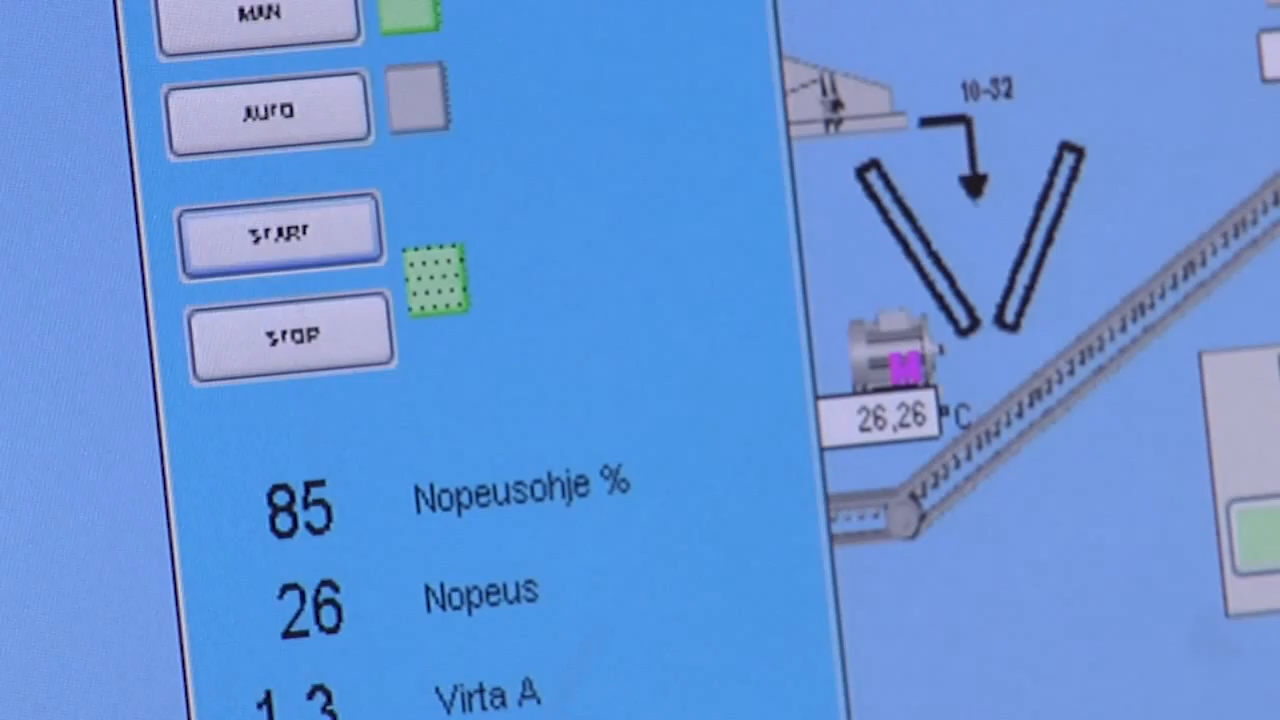 MAN
AUTO
START
STOP
85 Nopeusohje %
26 Nopeus
1,3 Virta A
10-32
M
26,26 °C